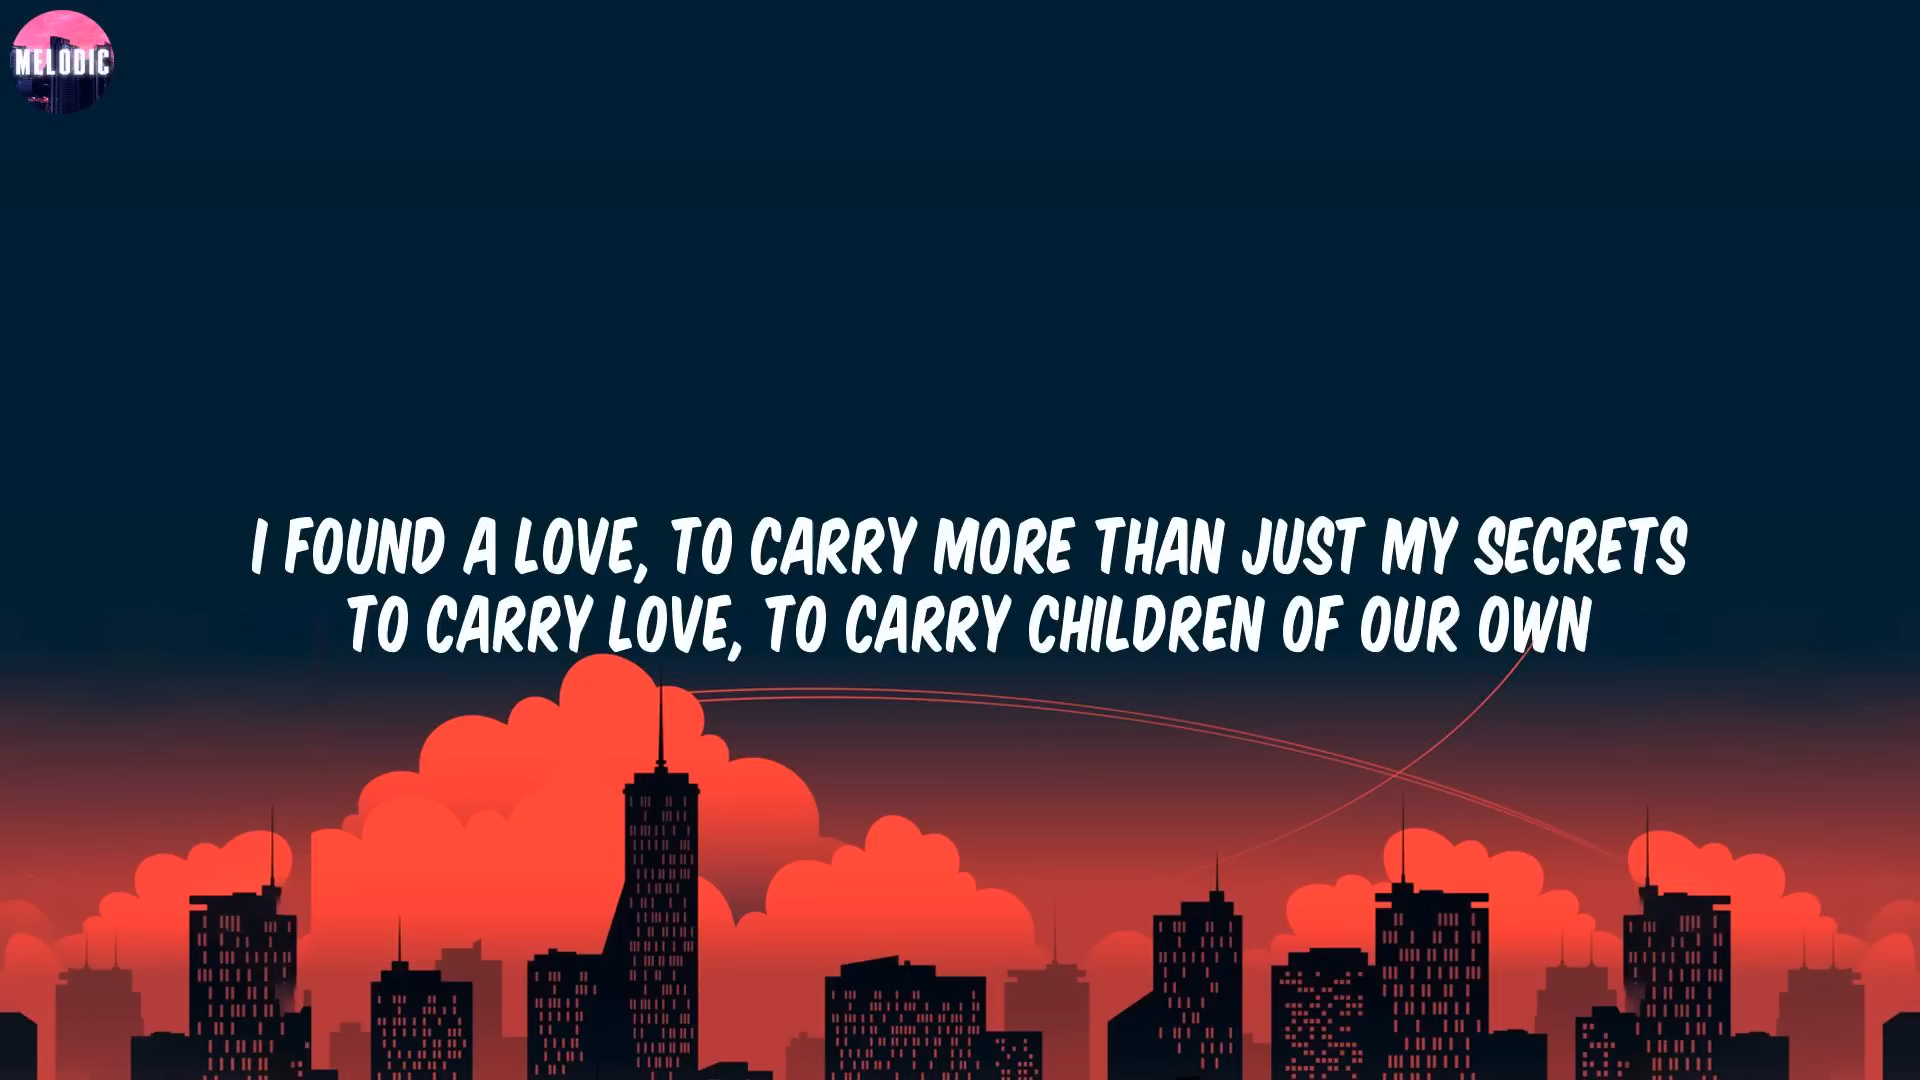 MELODIC
I FOUND A LOVE, TO CARRY MORE THAN JUST MY SECRETS
TO CARRY LOVE, TO CARRY CHILDREN OF OUR OWN